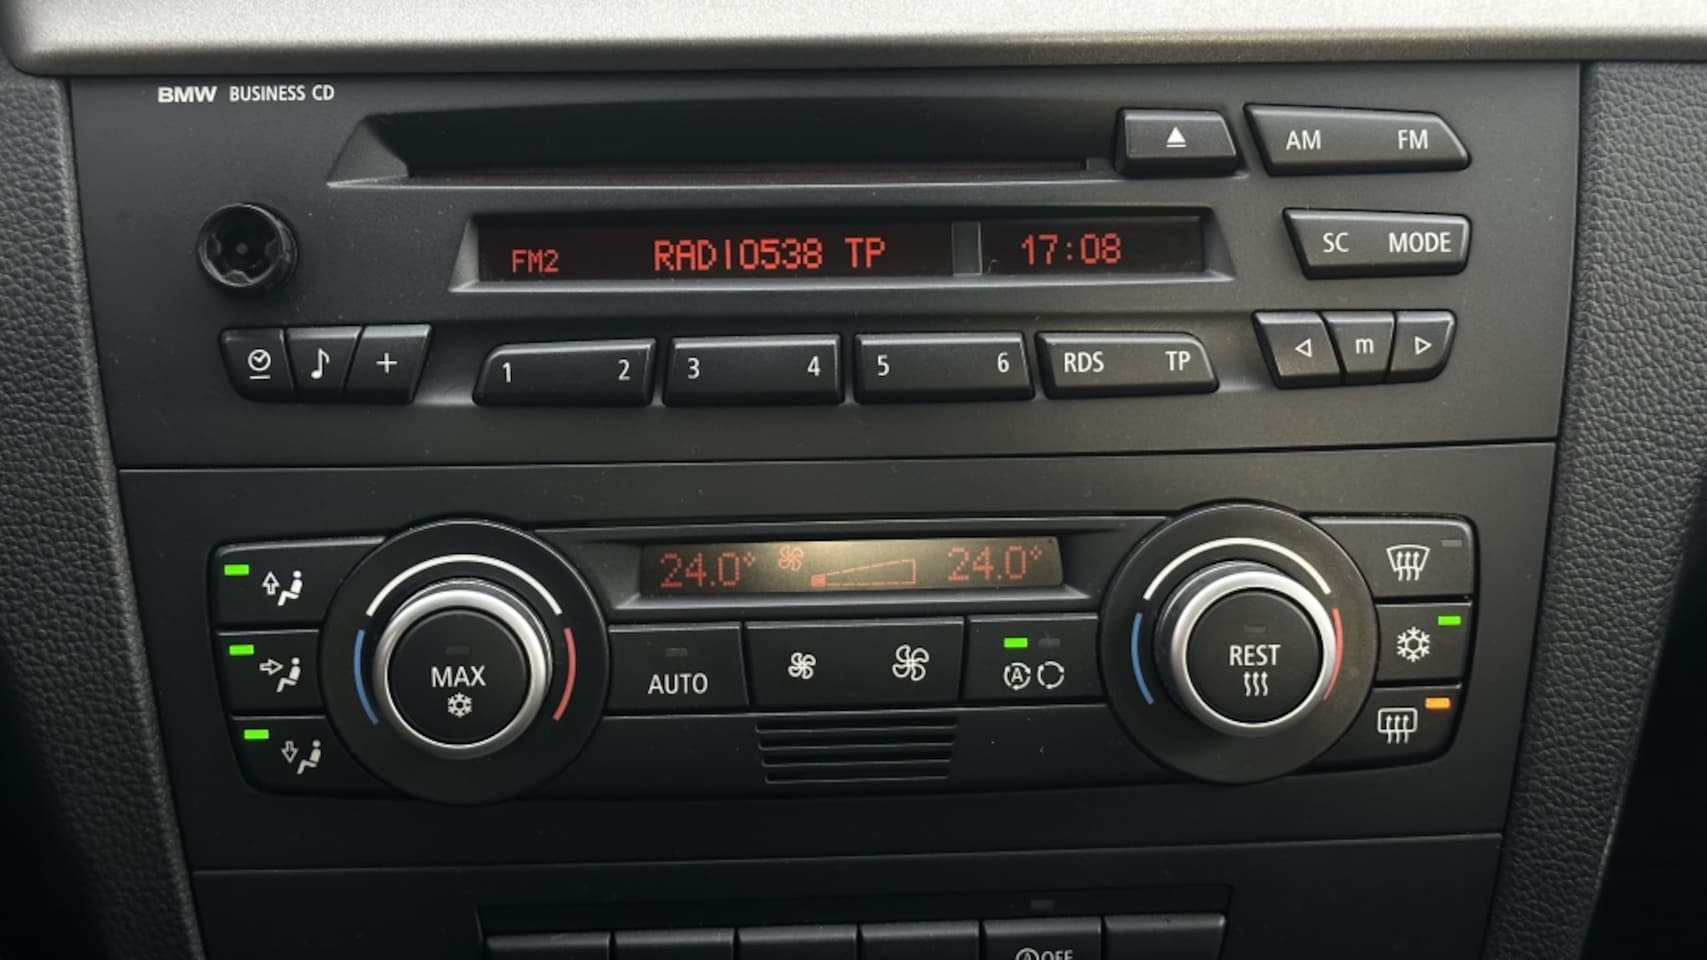 BMW BUSINESS CD
AM FM
FM2 RADIO538 TP 17:08
SC MODE
1 2 3 4 5 6 RDS TP m
24.0° 24.0°
MAX
AUTO
A
REST
A OFF